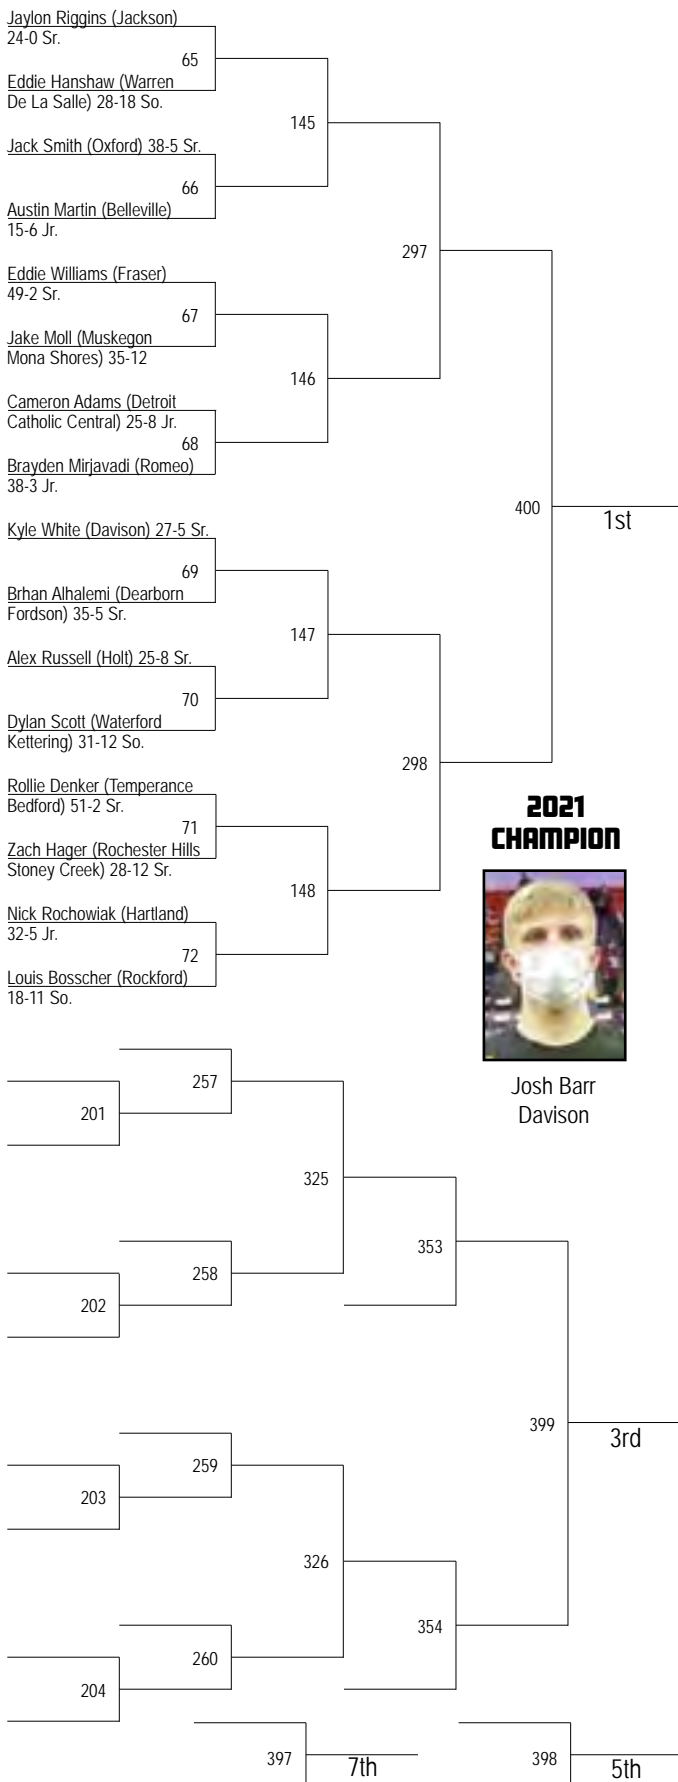 Jaylon Riggins (Jackson)
24-0 Sr.
65
Eddie Hanshaw (Warren
De La Salle) 28-18 So.
145
Jack Smith (Oxford) 38-5 Sr.
66
Austin Martin (Belleville)
15-6 Jr.
297
Eddie Williams (Fraser)
49-2 Sr.
67
Jake Moll (Muskegon
Mona Shores) 35-12
146
Cameron Adams (Detroit
Catholic Central) 25-8 Jr.
68
Brayden Mirjavadi (Romeo)
38-3 Jr.
400
1st
Kyle White (Davison) 27-5 Sr.
69
Brhan Alhalemi (Dearborn
Fordson) 35-5 Sr.
147
Alex Russell (Holt) 25-8 Sr.
70
Dylan Scott (Waterford
Kettering) 31-12 So.
298
Rollie Denker (Temperance
Bedford) 51-2 Sr.
71
Zach Hager (Rochester Hills
Stoney Creek) 28-12 Sr.
148
Nick Rochowiak (Hartland)
32-5 Jr.
72
Louis Bosscher (Rockford)
18-11 So.
2021
CHAMPION
Josh Barr
Davison
257
201
325
353
258
202
399
3rd
259
203
326
354
260
204
397
7th
398
5th